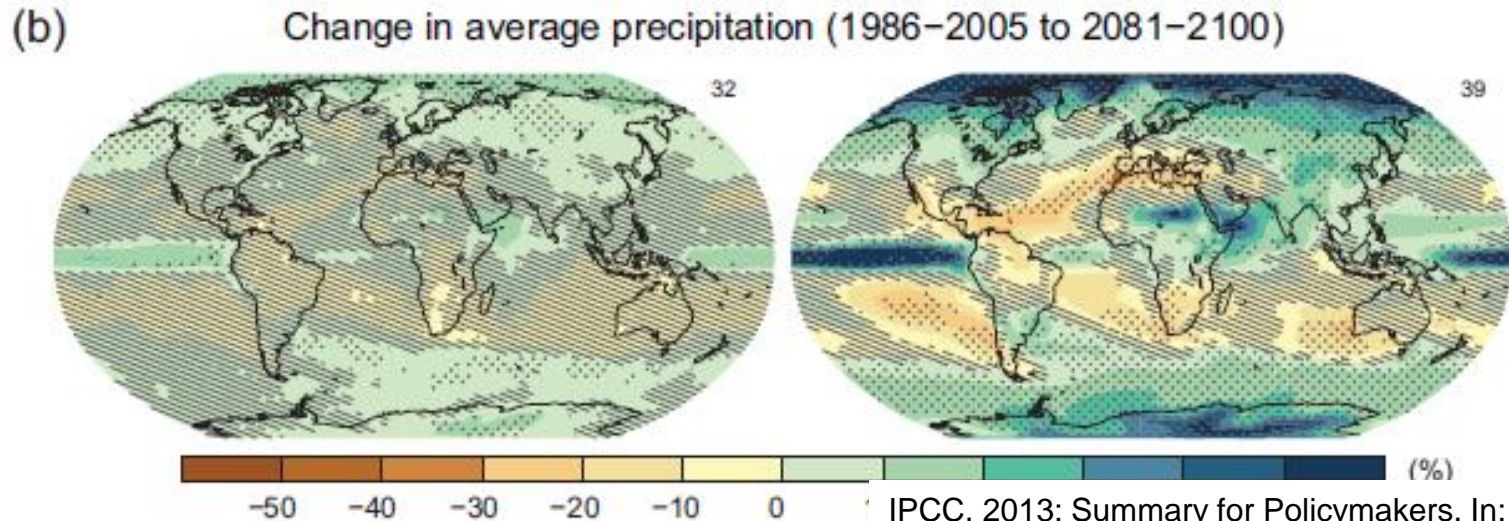 (b) Change in average precipitation (1986−2005 to 2081−2100)
32 39
(%)
−50 −40 −30 −20 −10 0
IPCC, 2013: Summary for Policymakers. In: